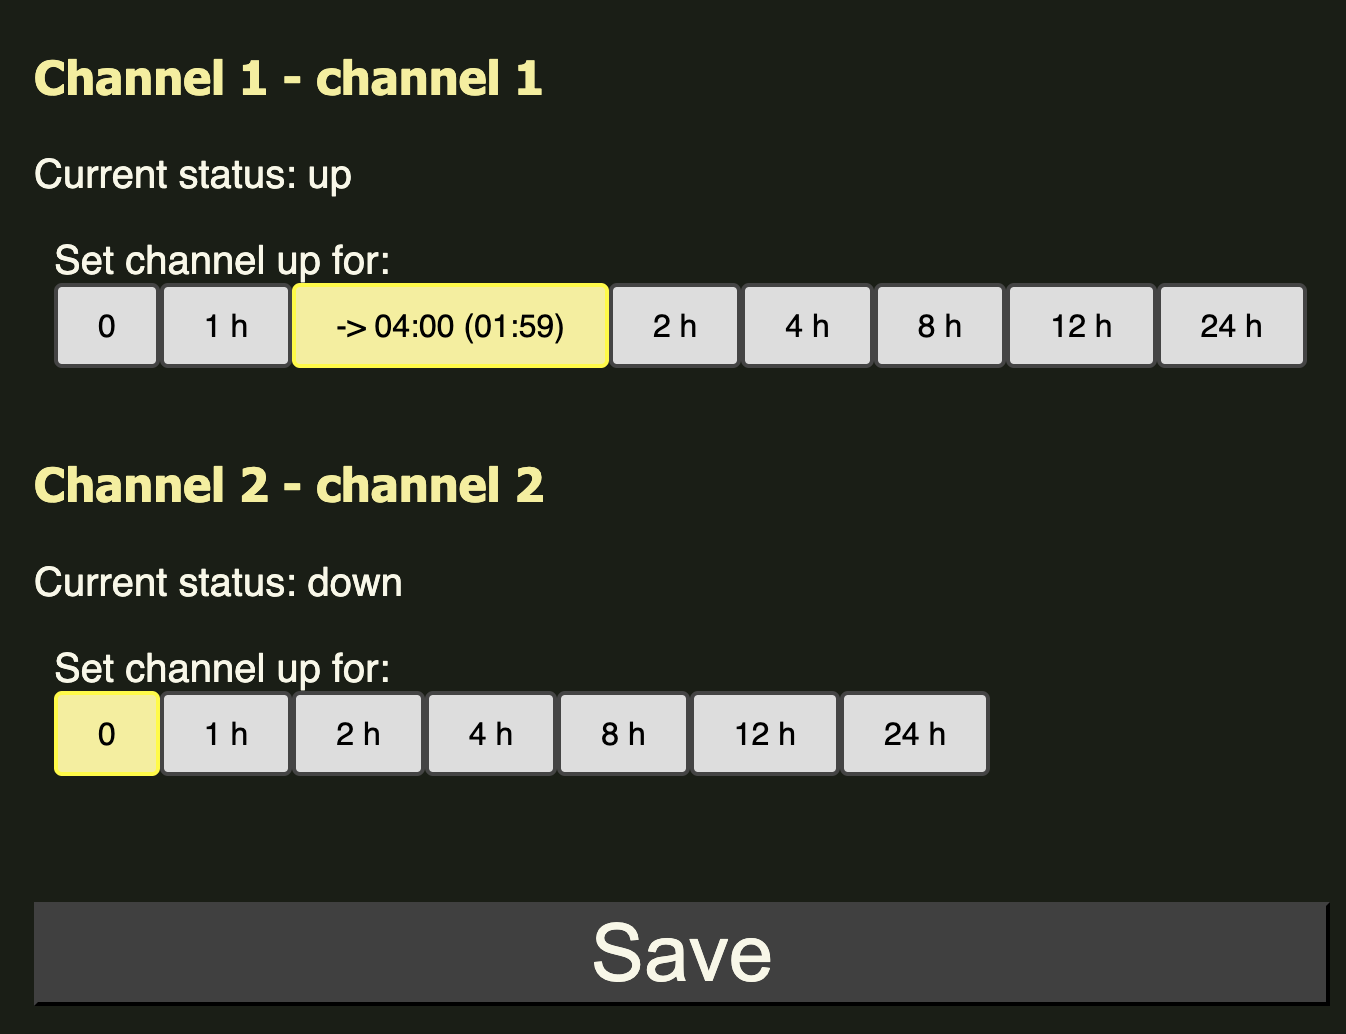 Channel 1 - channel 1
Current status: up
Set channel up for:
0 1 h -> 04:00 (01:59) 2 h 4 h 8 h 12 h 24 h
Channel 2 - channel 2
Current status: down
Set channel up for:
0 1 h 2 h 4 h 8 h 12 h 24 h
Save